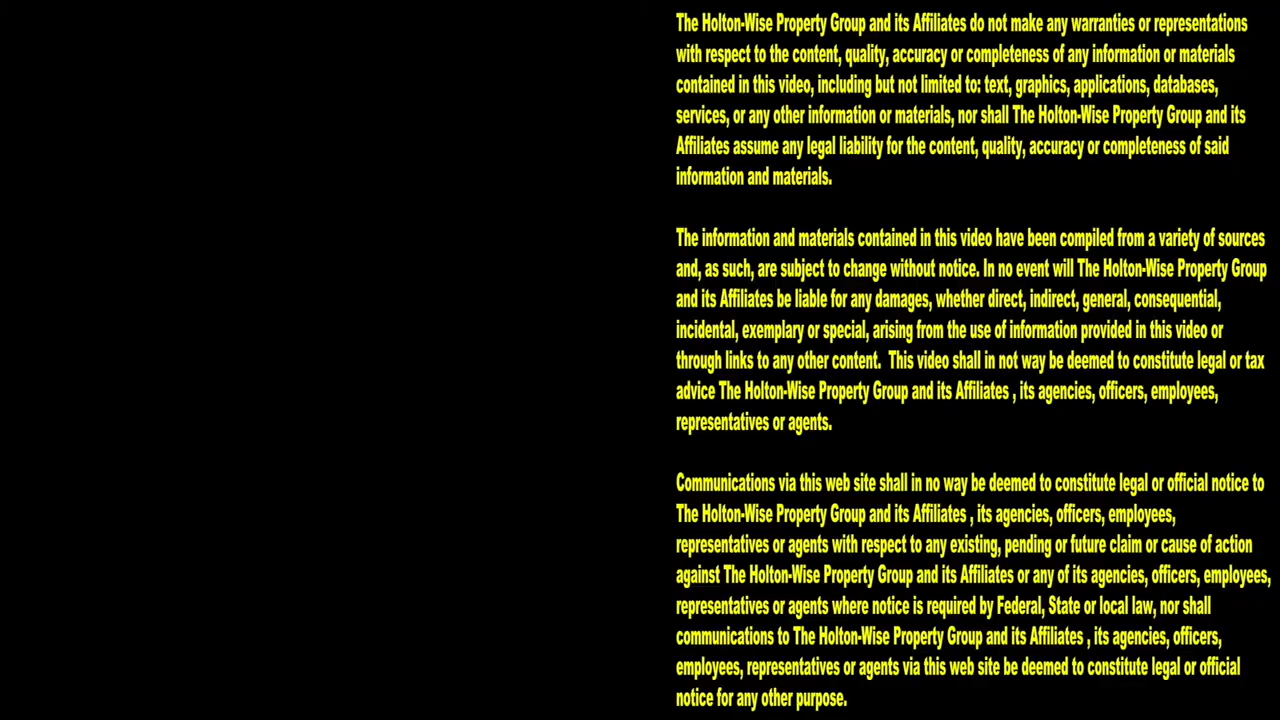 The Holton-Wise Property Group and its Affiliates do not make any warranties or representations
with respect to the content, quality, accuracy or completeness of any information or materials
contained in this video, including but not limited to: text, graphics, applications, databases,
services, or any other information or materials, nor shall The Holton-Wise Property Group and its
Affiliates assume any legal liability for the content, quality, accuracy or completeness of said
information and materials.
The information and materials contained in this video have been compiled from a variety of sources
and, as such, are subject to change without notice. In no event will The Holton-Wise Property Group
and its Affiliates be liable for any damages, whether direct, indirect, general, consequential,
incidental, exemplary or special, arising from the use of information provided in this video or
through links to any other content.  This video shall in not way be deemed to constitute legal or tax
advice The Holton-Wise Property Group and its Affiliates , its agencies, officers, employees,
representatives or agents.
Communications via this web site shall in no way be deemed to constitute legal or official notice to
The Holton-Wise Property Group and its Affiliates , its agencies, officers, employees,
representatives or agents with respect to any existing, pending or future claim or cause of action
against The Holton-Wise Property Group and its Affiliates or any of its agencies, officers, employees,
representatives or agents where notice is required by Federal, State or local law, nor shall
communications to The Holton-Wise Property Group and its Affiliates , its agencies, officers,
employees, representatives or agents via this web site be deemed to constitute legal or official
notice for any other purpose.